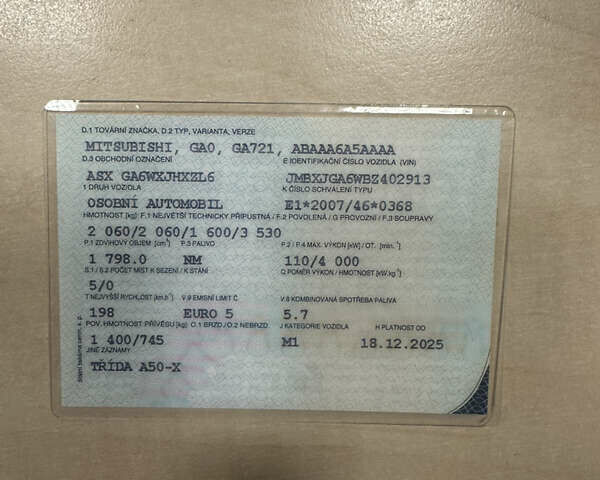 D.1 TOVÁRNÍ ZNAČKA, D.2 TYP, VARIANTA, VERZE
MITSUBISHI, GA0, GA721, ABAAA6A5AAAA
D.3 OBCHODNÍ OZNAČENÍ E IDENTIFIKAČNÍ ČÍSLO VOZIDLA (VIN)
ASX GA6WXJHXZL6 JMBXJGA6WBZ402913
1 DRUH VOZIDLA K ČÍSLO SCHVÁLENÍ TYPU
OSOBNÍ AUTOMOBIL E1*2007/46*0368
HMOTNOST [kg] / F.1 NEJVĚTŠÍ TECHNICKY PŘÍPUSTNÁ / F.2 POVOLENÁ / G PROVOZNÍ / F.3 SOUPRAVY
2 060/2 060/1 600/3 530
P.1 ZDVIHOVÝ OBJEM [cm³] P.3 PALIVO P.2 / P.4 MAX. VÝKON [kW] / OT. [min.⁻¹]
1 798.0 NM 110/4 000
S.1 / S.2 POČET MÍST K SEZENÍ / K STÁNÍ Q POMĚR VÝKON / HMOTNOST [kW.kg⁻¹]
5/0
T NEJVYŠŠÍ RYCHLOST [km.h⁻¹] V.9 EMISNÍ LIMIT Č. V.8 KOMBINOVANÁ SPOTŘEBA PALIVA
198 EURO 5 5.7
POV. HMOTNOST PŘÍVĚSU [kg] O.1 BRZD./ O.2 NEBRZD. J KATEGORIE VOZIDLA H PLATNOST DO
1 400/745 M1 18.12.2025
JINÉ ZÁZNAMY
TŘÍDA A50-X